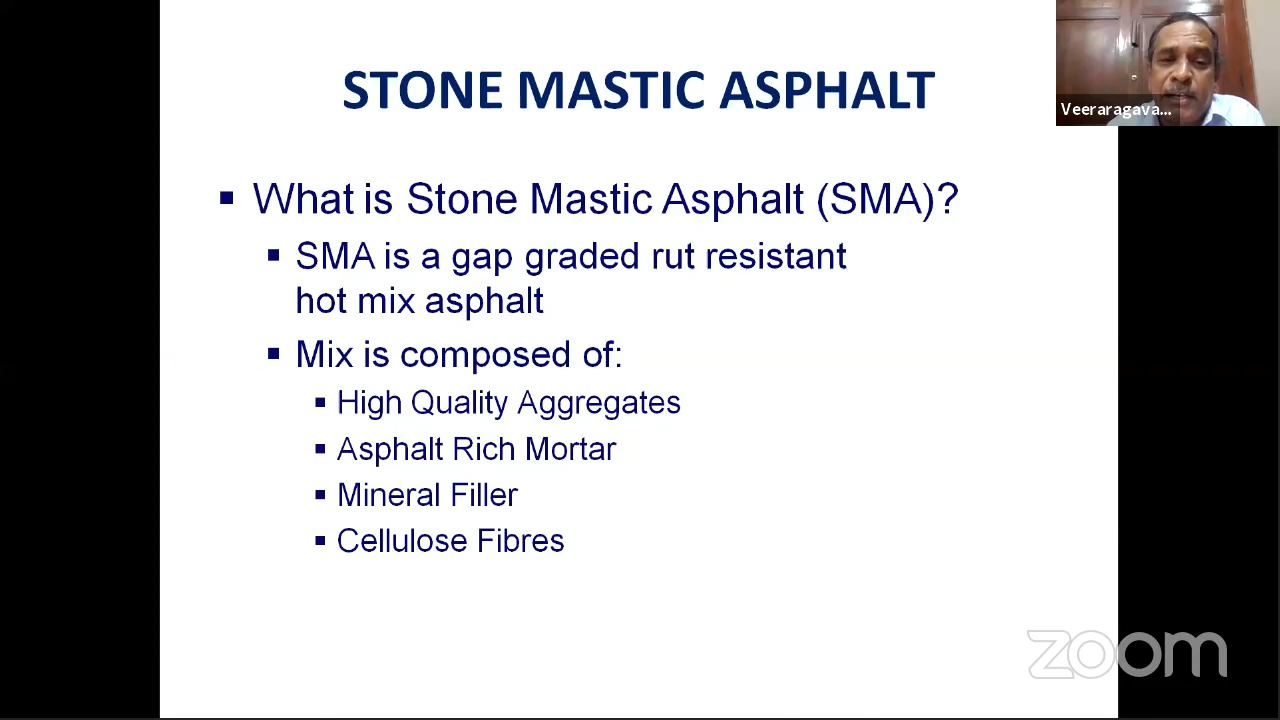 STONE MASTIC ASPHALT
Veeraragava...
▪ What is Stone Mastic Asphalt (SMA)?
▪ SMA is a gap graded rut resistant
hot mix asphalt
▪ Mix is composed of:
▪ High Quality Aggregates
▪ Asphalt Rich Mortar
▪ Mineral Filler
▪ Cellulose Fibres
zoom